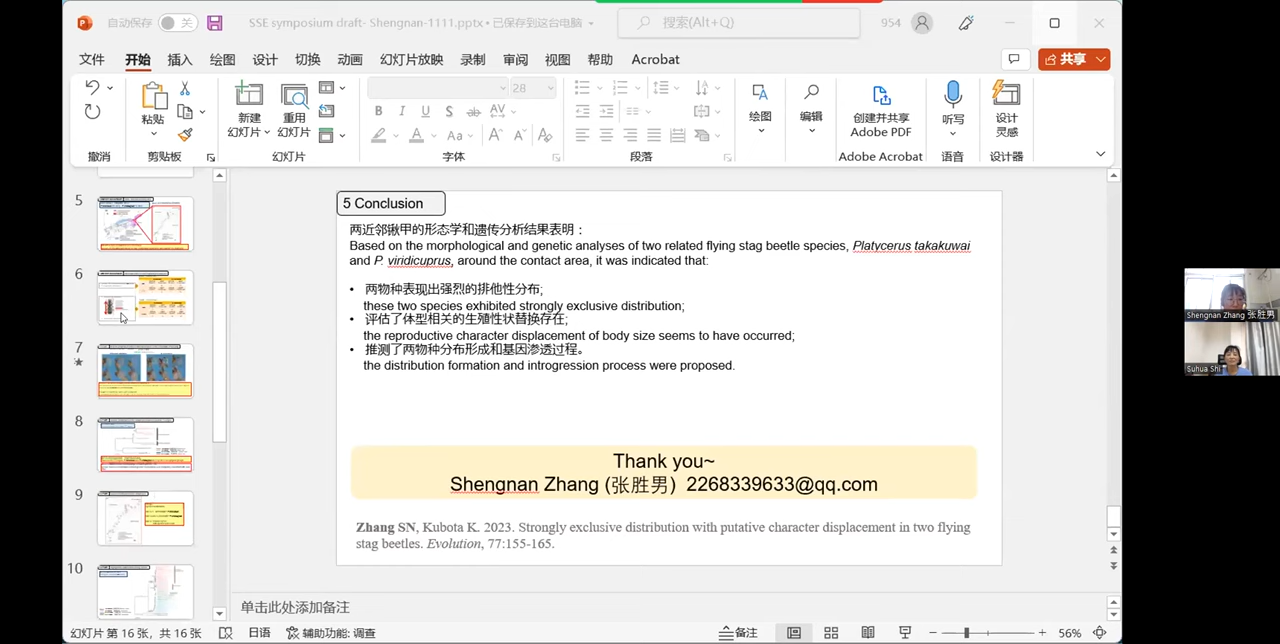 自动保存 关 SSE symposium draft- Shengnan-1111.pptx • 已保存到这台电脑 搜索(Alt+Q) 954
文件 开始 插入 绘图 设计 切换 动画 幻灯片放映 录制 审阅 视图 帮助 Acrobat 共享
粘贴 新建 幻灯片 重用 幻灯片 28 绘图 编辑 创建并共享 Adobe PDF 听写 设计 灵感
撤消 剪贴板 幻灯片 字体 段落 Adobe Acrobat 语音 设计器
5
6
7
8
9
10
5 Conclusion
两近邻锹甲的形态学和遗传分析结果表明：
Based on the morphological and genetic analyses of two related flying stag beetle species, Platycerus takakuwai
and P. viridicuprus, around the contact area, it was indicated that:
• 两物种表现出强烈的排他性分布;
these two species exhibited strongly exclusive distribution;
• 评估了体型相关的生殖性状替换存在;
the reproductive character displacement of body size seems to have occurred;
• 推测了两物种分布形成和基因渗透过程。
the distribution formation and introgression process were proposed.
Thank you~
Shengnan Zhang (张胜男) 2268339633@qq.com
Zhang SN, Kubota K. 2023. Strongly exclusive distribution with putative character displacement in two flying
stag beetles. Evolution, 77:155-165.
单击此处添加备注
幻灯片 第 16 张，共 16 张 日语 辅助功能: 调查 备注 56%
Shengnan Zhang 张胜男
Suhua Shi